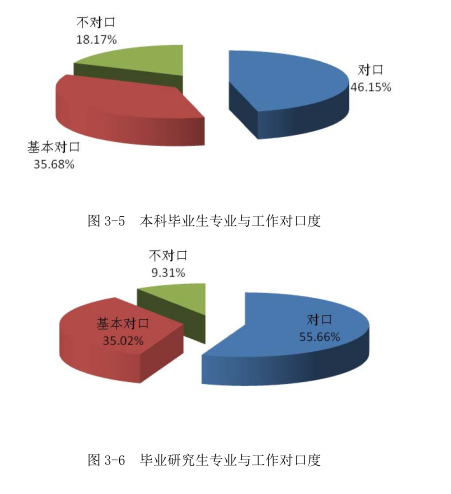 不对口
18.17%
对口
46.15%
基本对口
35.68%
图 3-5 本科毕业生专业与工作对口度
不对口
9.31%
基本对口
35.02%
对口
55.66%
图 3-6 毕业研究生专业与工作对口度